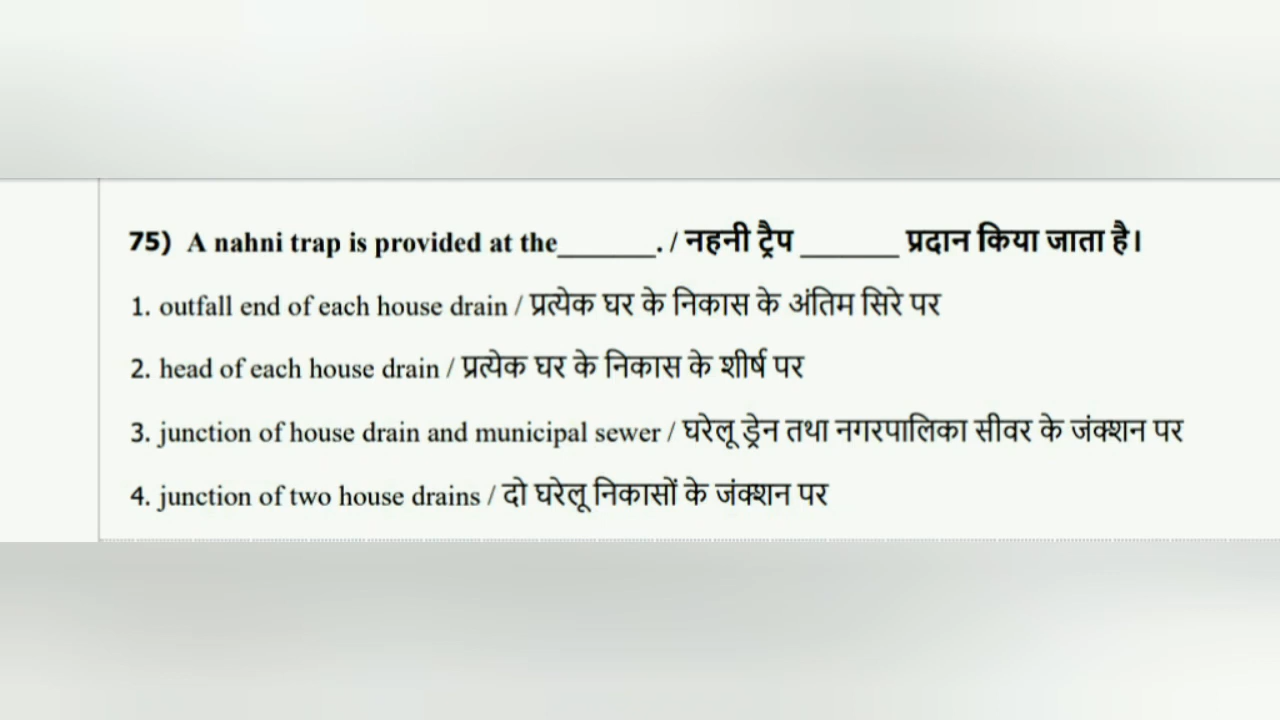 75) A nahni trap is provided at the_______. / नहनी ट्रैप _______ प्रदान किया जाता है।
1. outfall end of each house drain / प्रत्येक घर के निकास के अंतिम सिरे पर
2. head of each house drain / प्रत्येक घर के निकास के शीर्ष पर
3. junction of house drain and municipal sewer / घरेलू ड्रेन तथा नगरपालिका सीवर के जंक्शन पर
4. junction of two house drains / दो घरेलू निकासों के जंक्शन पर